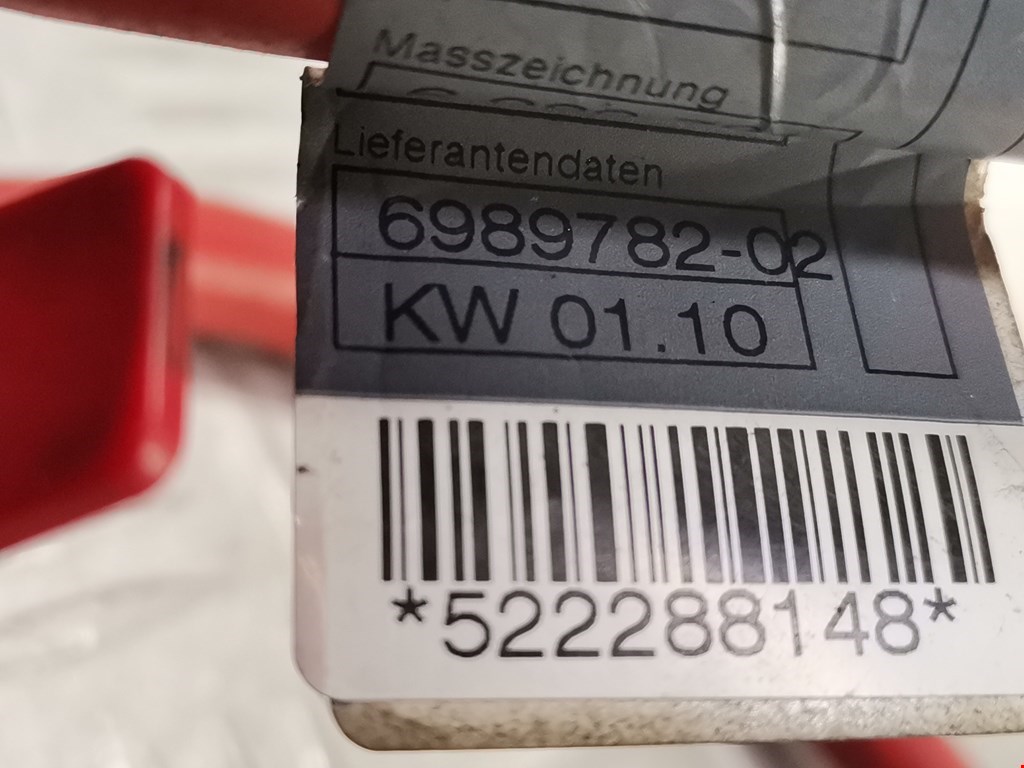 Masszeichnung
Lieferantendaten
6989782-02
KW 01.10
*522288148*